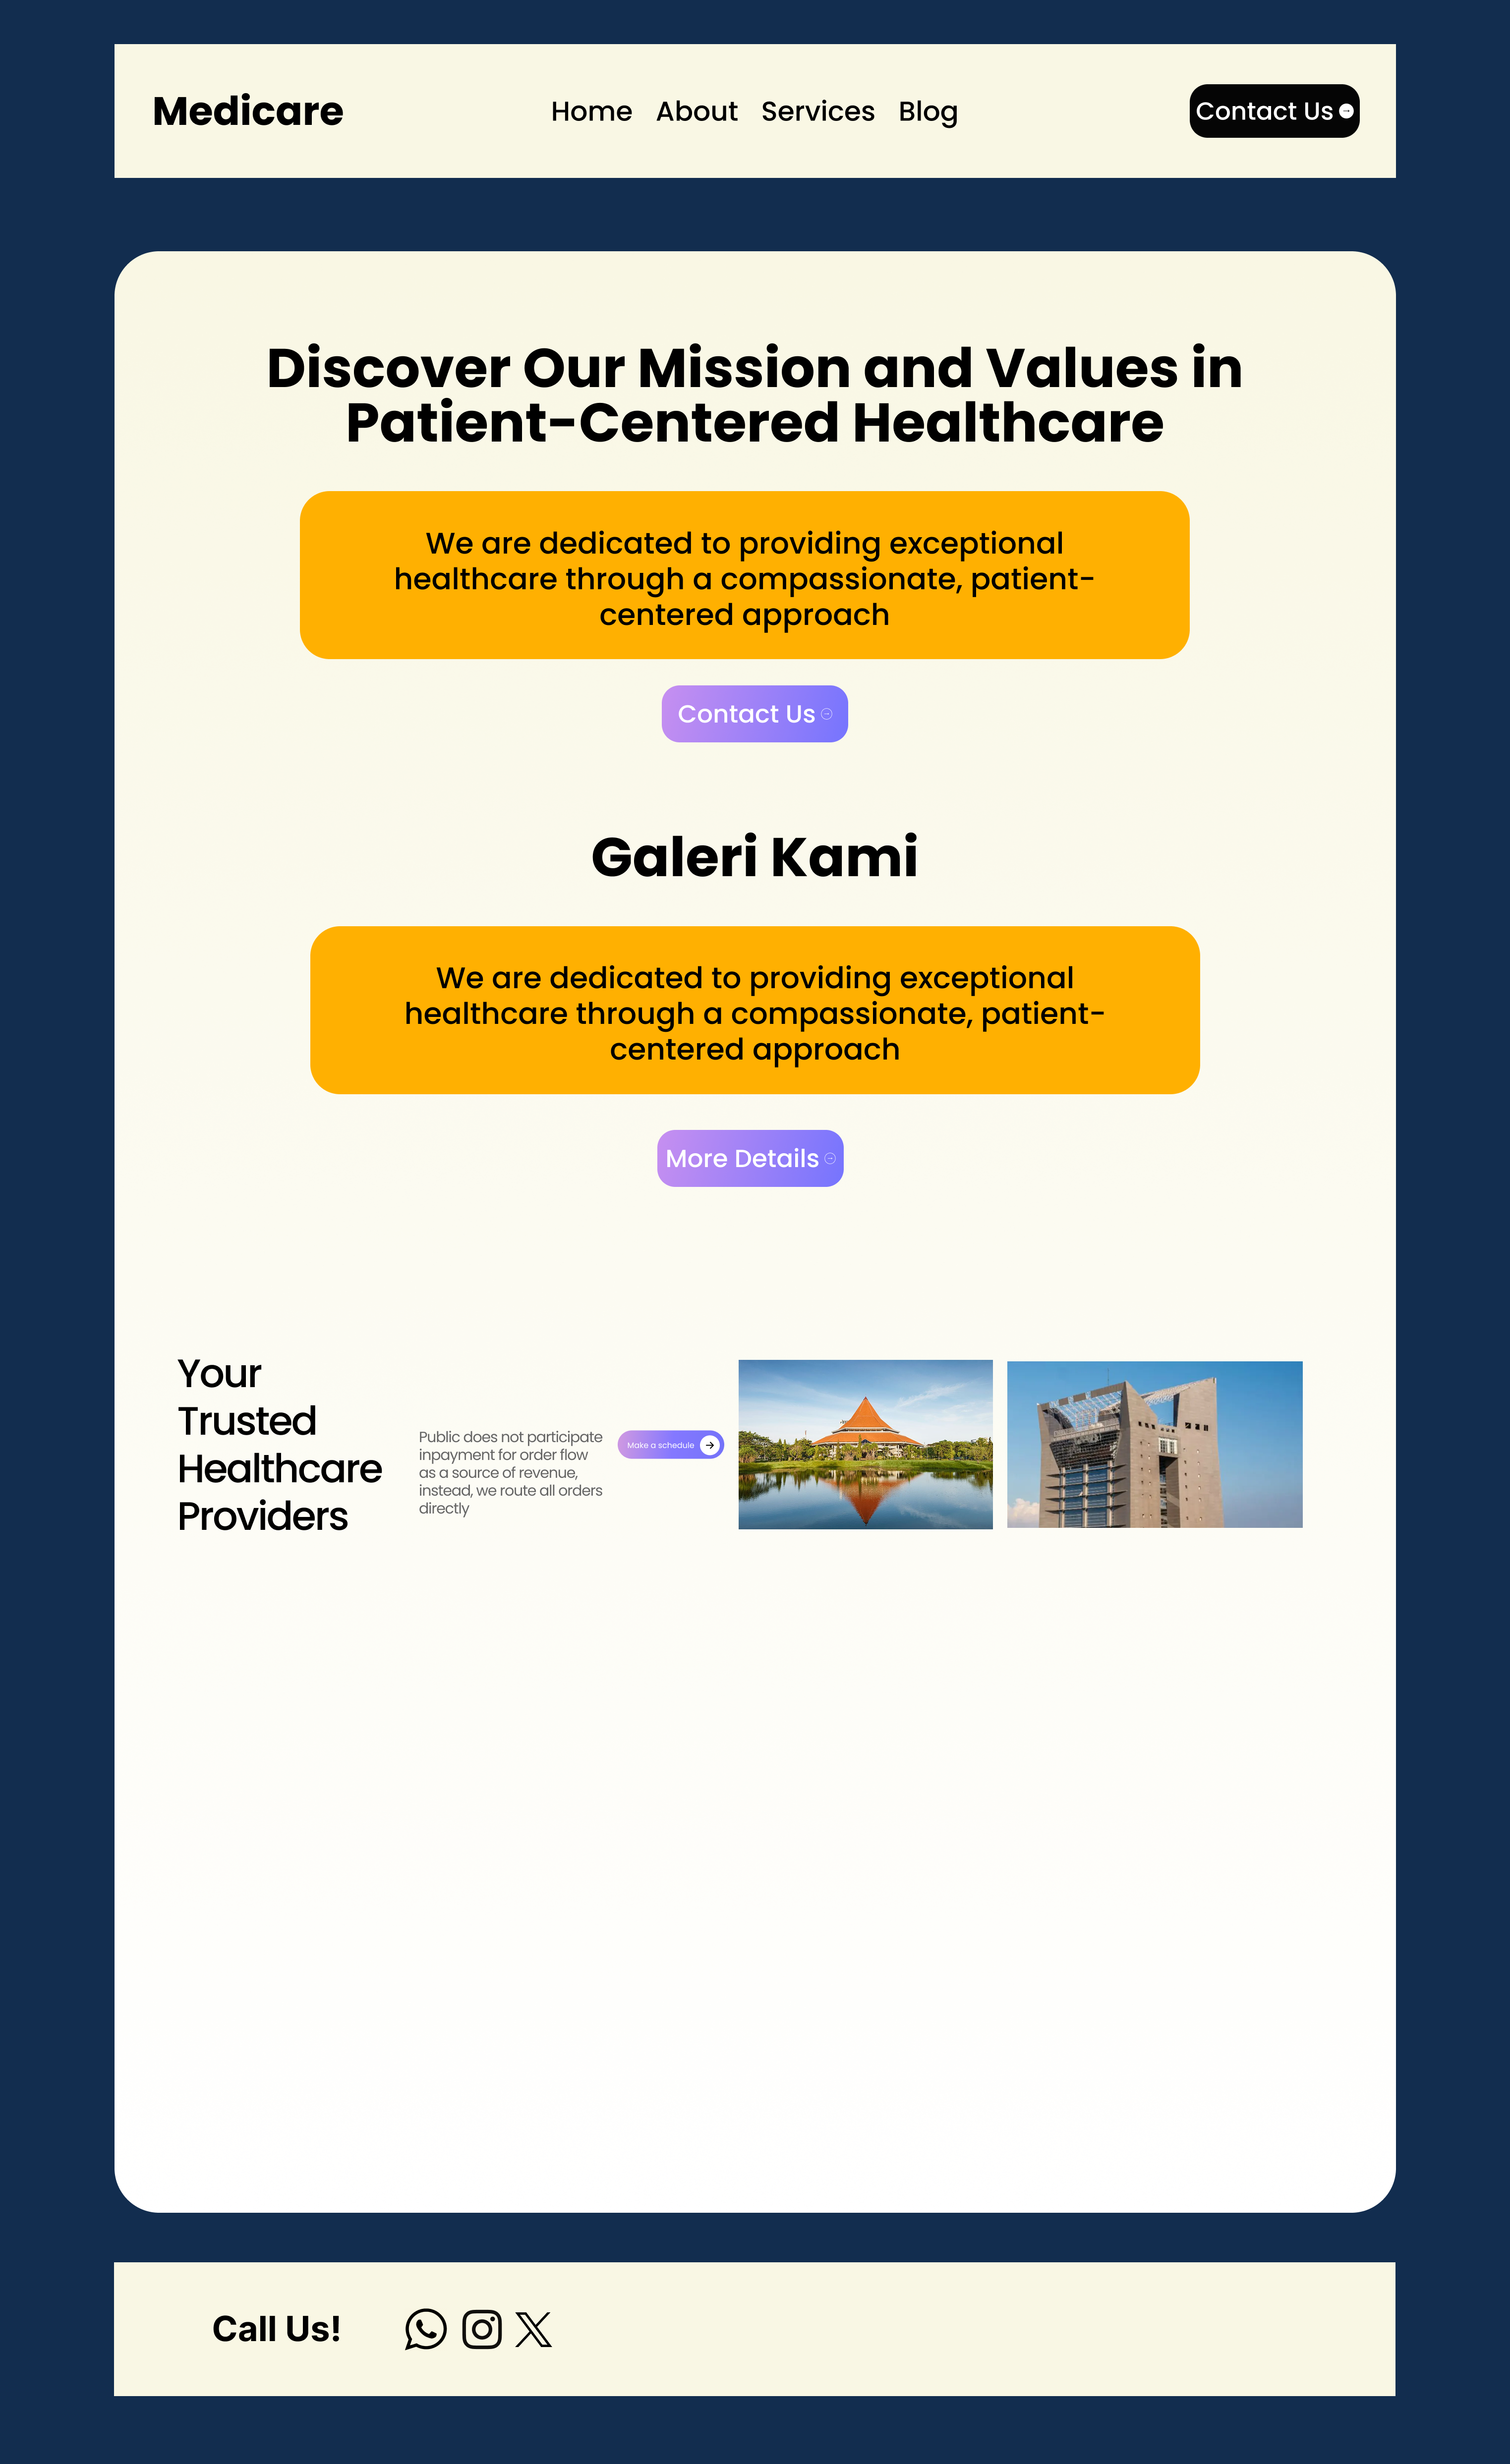 Medicare
Home About Services Blog
Contact Us
Discover Our Mission and Values in
Patient-Centered Healthcare
We are dedicated to providing exceptional
healthcare through a compassionate, patient-
centered approach
Contact Us
Galeri Kami
We are dedicated to providing exceptional
healthcare through a compassionate, patient-
centered approach
More Details
Your
Trusted
Healthcare
Providers
Public does not participate
inpayment for order flow
as a source of revenue,
instead, we route all orders
directly
Make a schedule
Call Us!